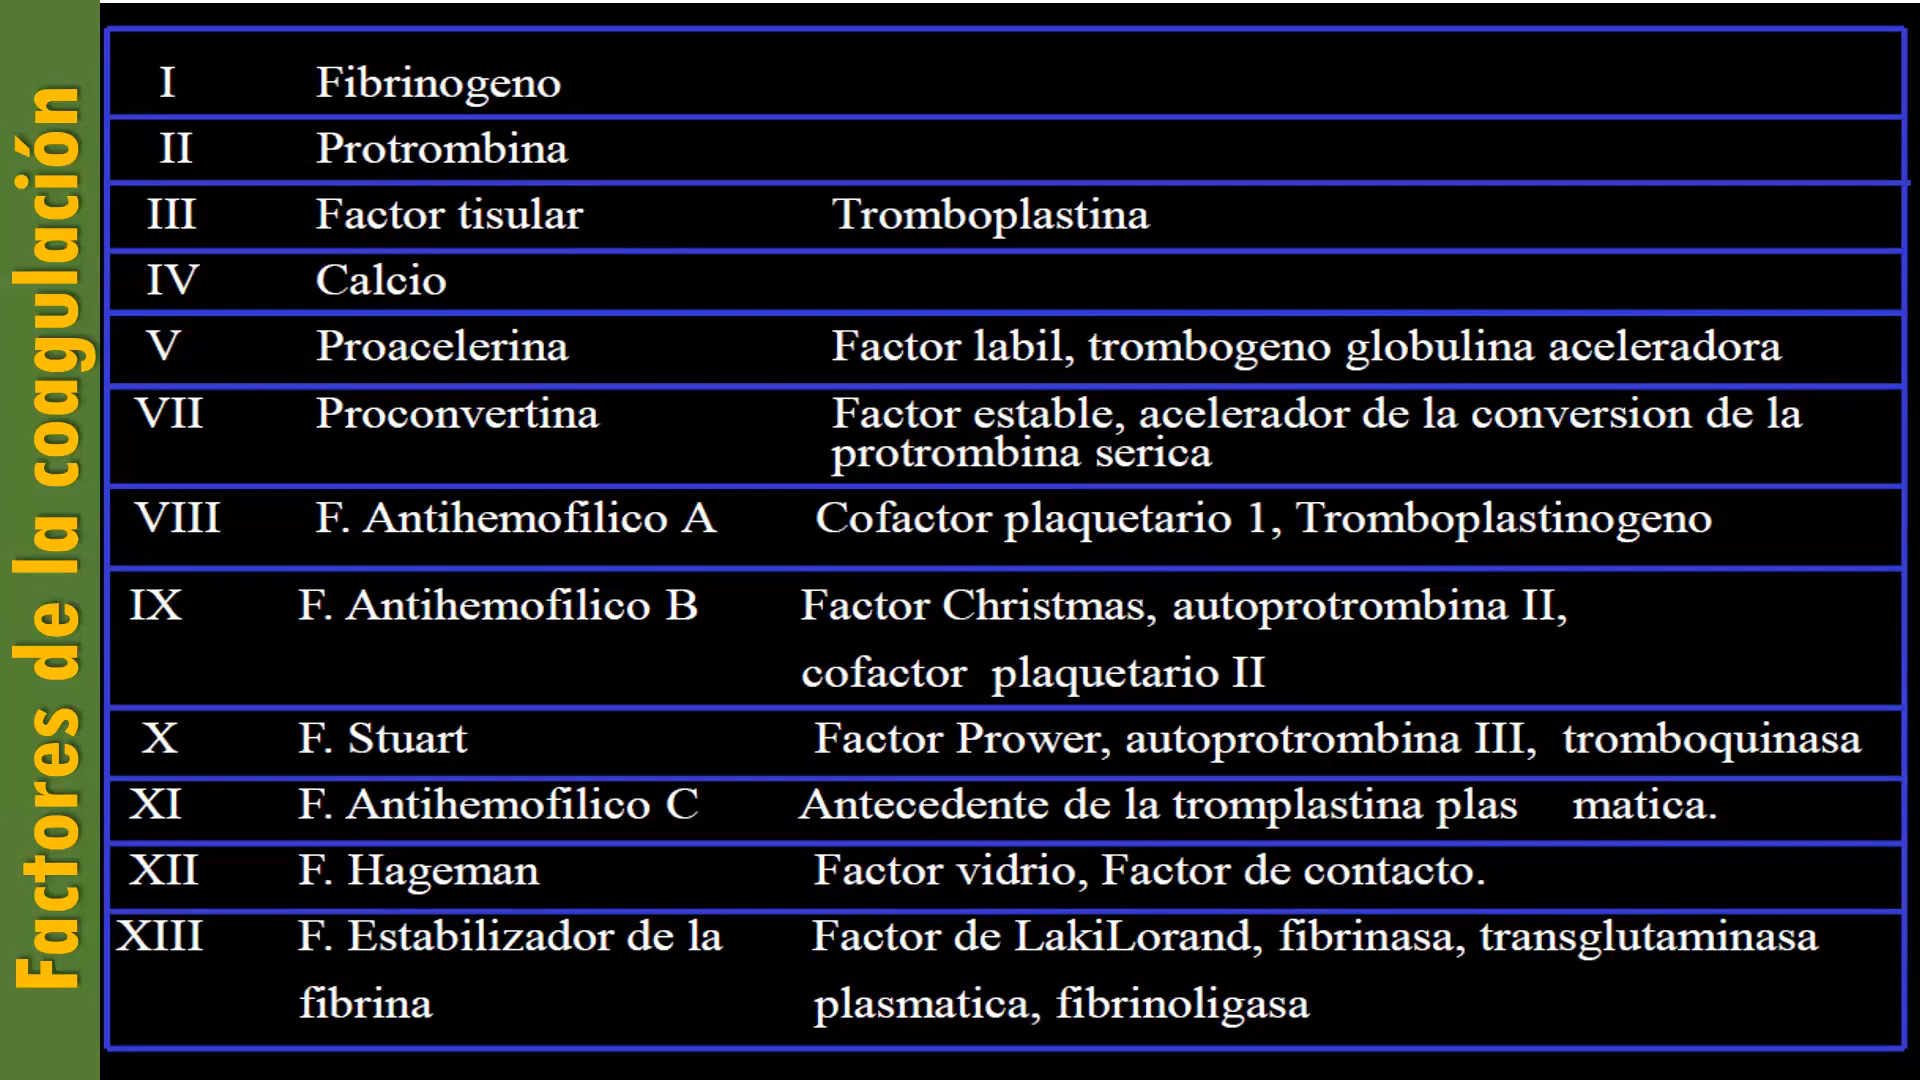 Factores de la coagulación
I Fibrinogeno
II Protrombina
III Factor tisular Tromboplastina
IV Calcio
V Proacelerina Factor labil, trombogeno globulina aceleradora
VII Proconvertina Factor estable, acelerador de la conversion de la
protrombina serica
VIII F. Antihemofilico A Cofactor plaquetario 1, Tromboplastinogeno
IX F. Antihemofilico B Factor Christmas, autoprotrombina II,
cofactor plaquetario II
X F. Stuart Factor Prower, autoprotrombina III, tromboquinasa
XI F. Antihemofilico C Antecedente de la tromplastina plas matica.
XII F. Hageman Factor vidrio, Factor de contacto.
XIII F. Estabilizador de la Factor de LakiLorand, fibrinasa, transglutaminasa
fibrina plasmatica, fibrinoligasa